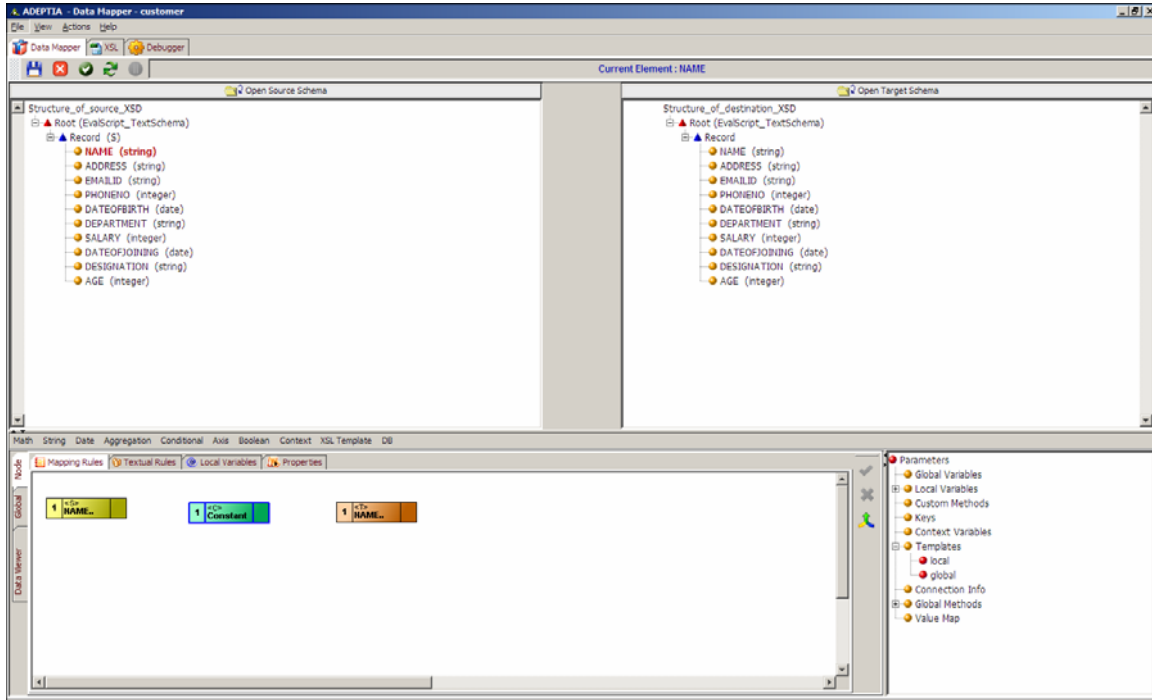 ADEPTIA - Data Mapper - customer
File View Actions Help
Data Mapper XSL Debugger
Current Element : NAME
Open Source Schema
Structure_of_source_XSD
Root (EvalScript_TextSchema)
Record (S)
NAME (string)
ADDRESS (string)
EMAILID (string)
PHONENO (integer)
DATEOFBIRTH (date)
DEPARTMENT (string)
SALARY (integer)
DATEOFJOINING (date)
DESIGNATION (string)
AGE (integer)
Open Target Schema
Structure_of_destination_XSD
Root (EvalScript_TextSchema)
Record
NAME (string)
ADDRESS (string)
EMAILID (string)
PHONENO (integer)
DATEOFBIRTH (date)
DEPARTMENT (string)
SALARY (integer)
DATEOFJOINING (date)
DESIGNATION (string)
AGE (integer)
Math String Date Aggregation Conditional Axis Boolean Context XSL Template DB
Node
Global
Data Viewer
Mapping Rules Textual Rules Local Variables Properties
1 <S> NAME..
1 <C> Constant
1 <T> NAME..
Parameters
Global Variables
Local Variables
Custom Methods
Keys
Context Variables
Templates
local
global
Connection Info
Global Methods
Value Map